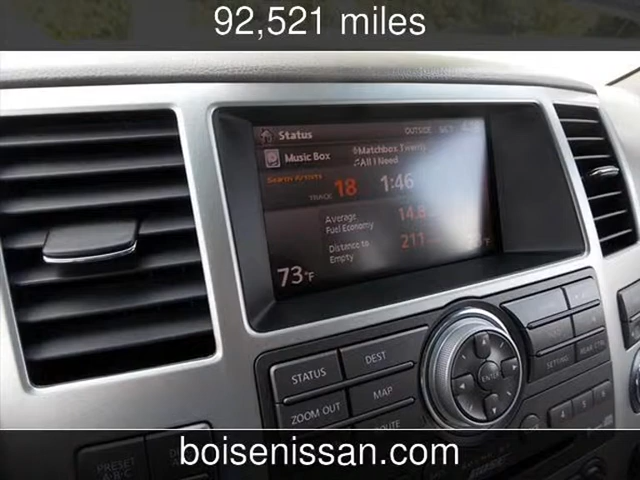 92,521 miles
Status
OUTSIDE
Music Box
Matchbox Twenty
All I Need
Search Artists
TRACK 18 1:46
Average
Fuel Economy
14.8
Distance to
Empty
211
73°F
STATUS
DEST
ZOOM OUT
MAP
ROUTE
ENTER
SETTING
PRESET
A·B·C
boisenissan.com